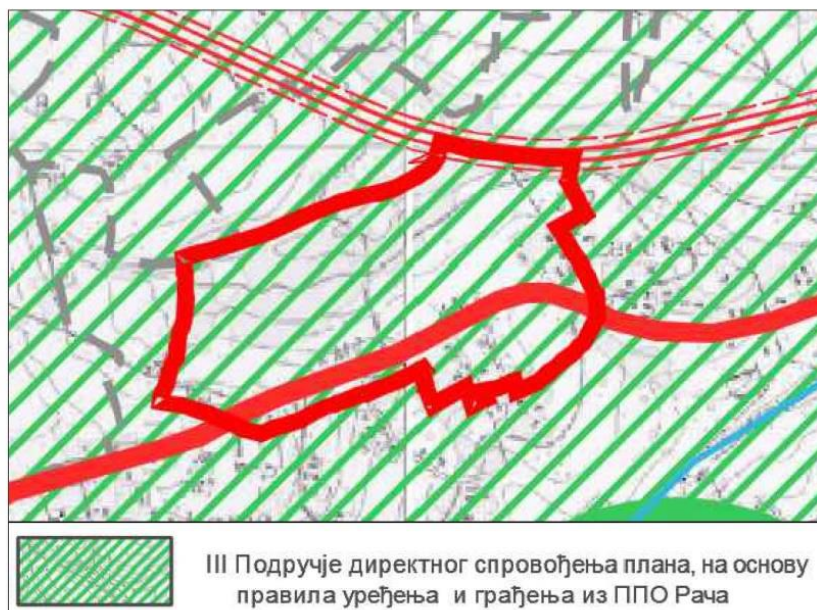 III Подручје директног спровођења плана, на основу
правила уређења и грађења из ППО Рача